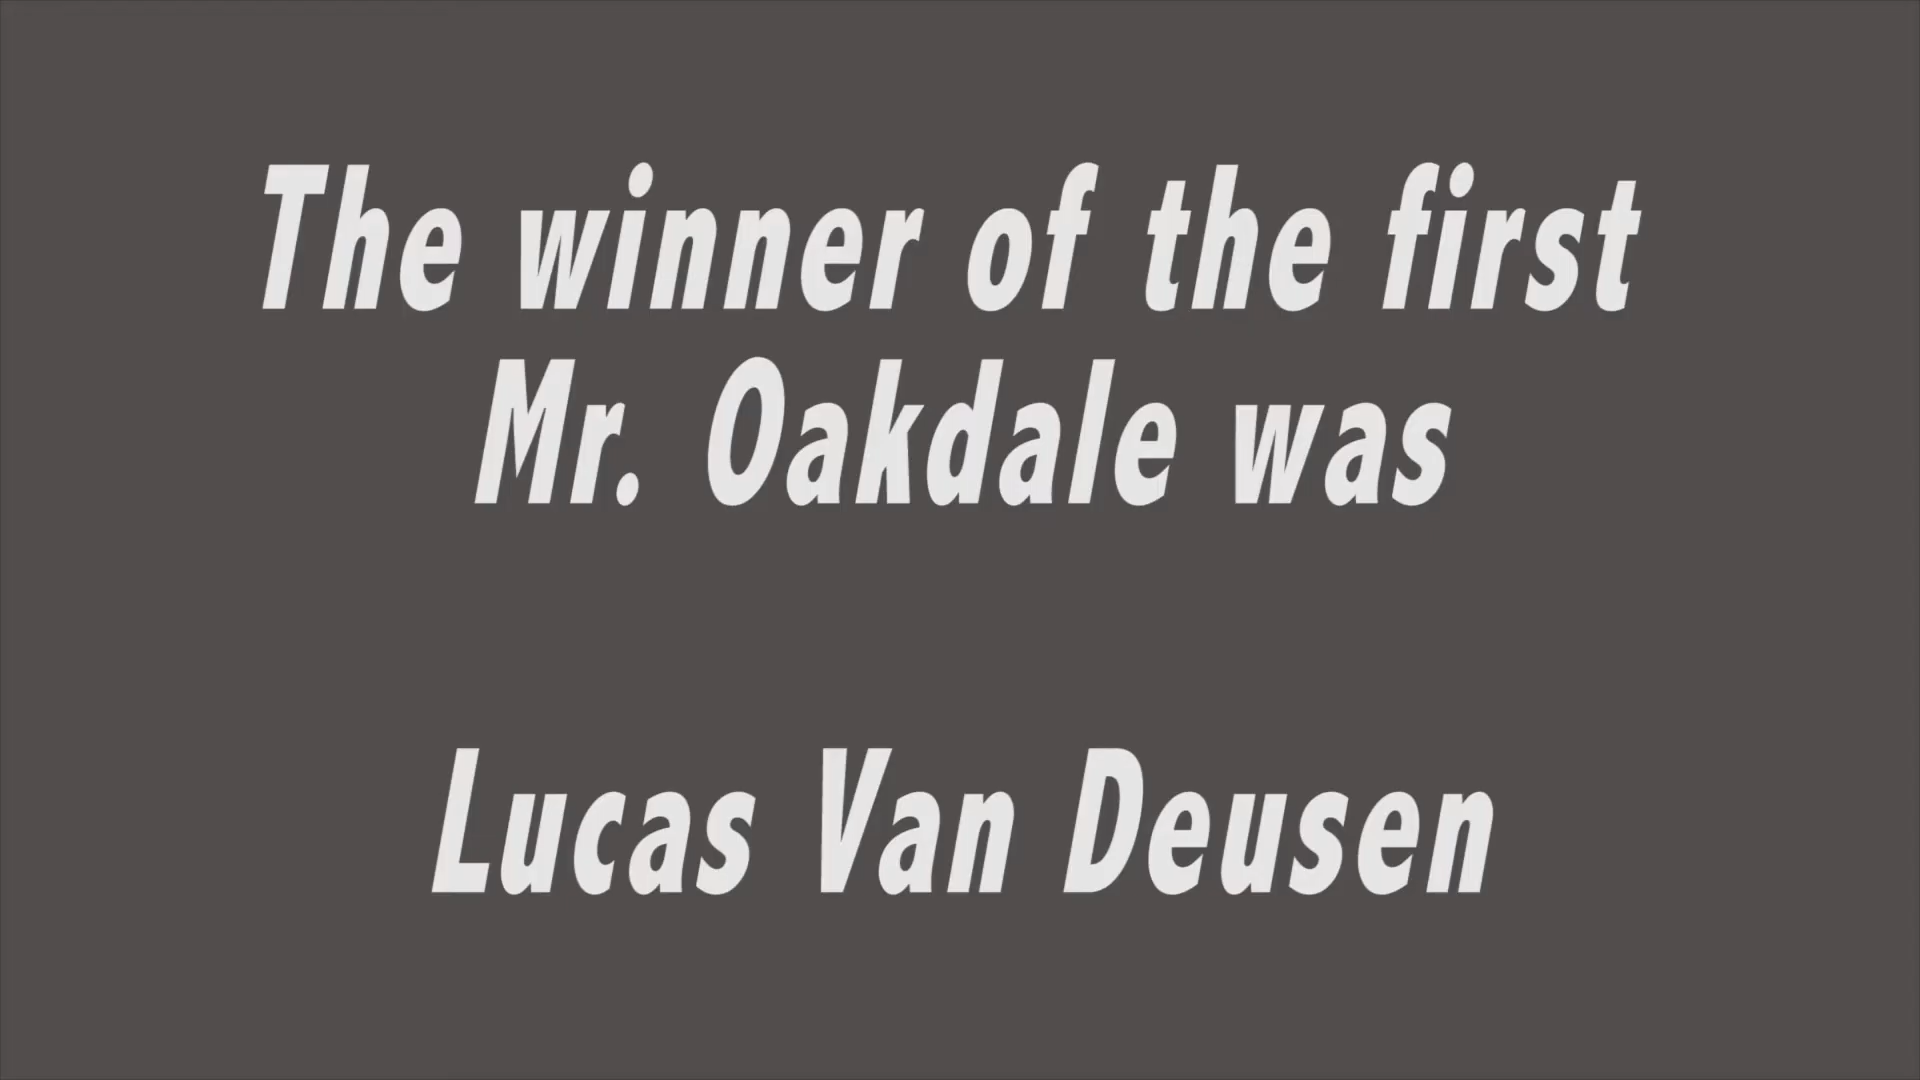 The winner of the first
Mr. Oakdale was
Lucas Van Deusen